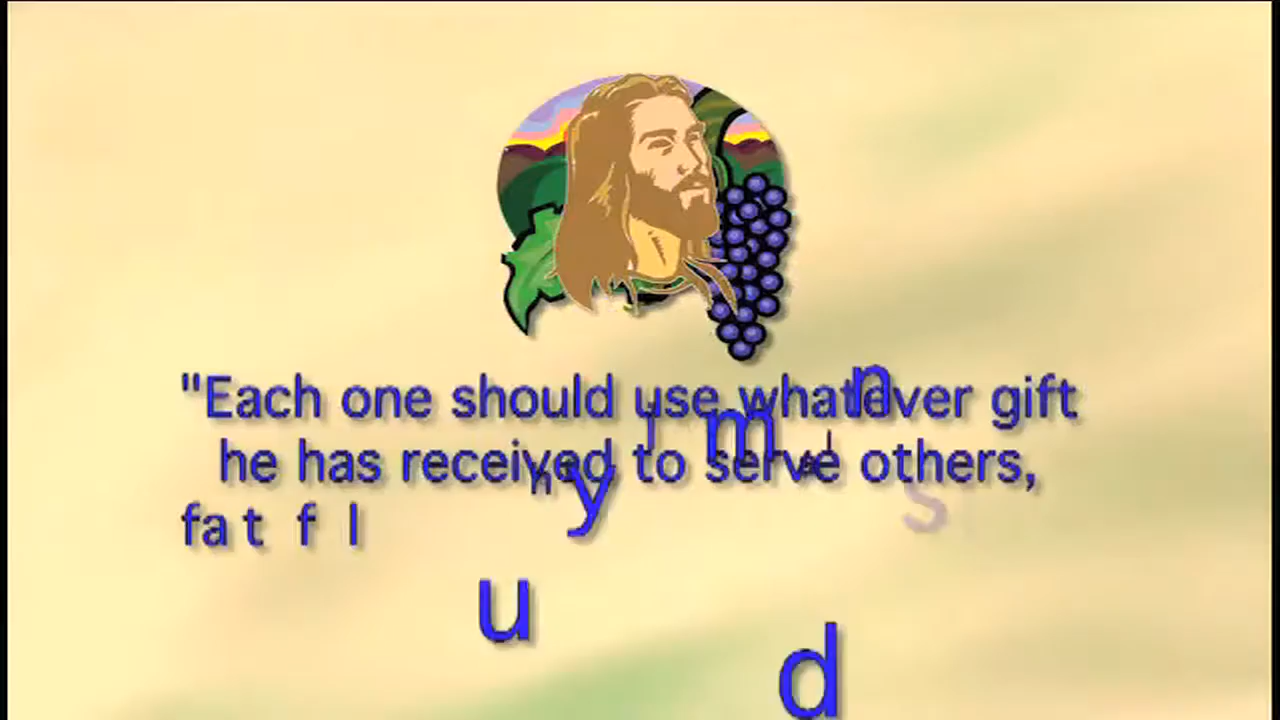 "Each one should use whatever gift
he has received to serve others,
fa t f l
y
m
n
s
u
d